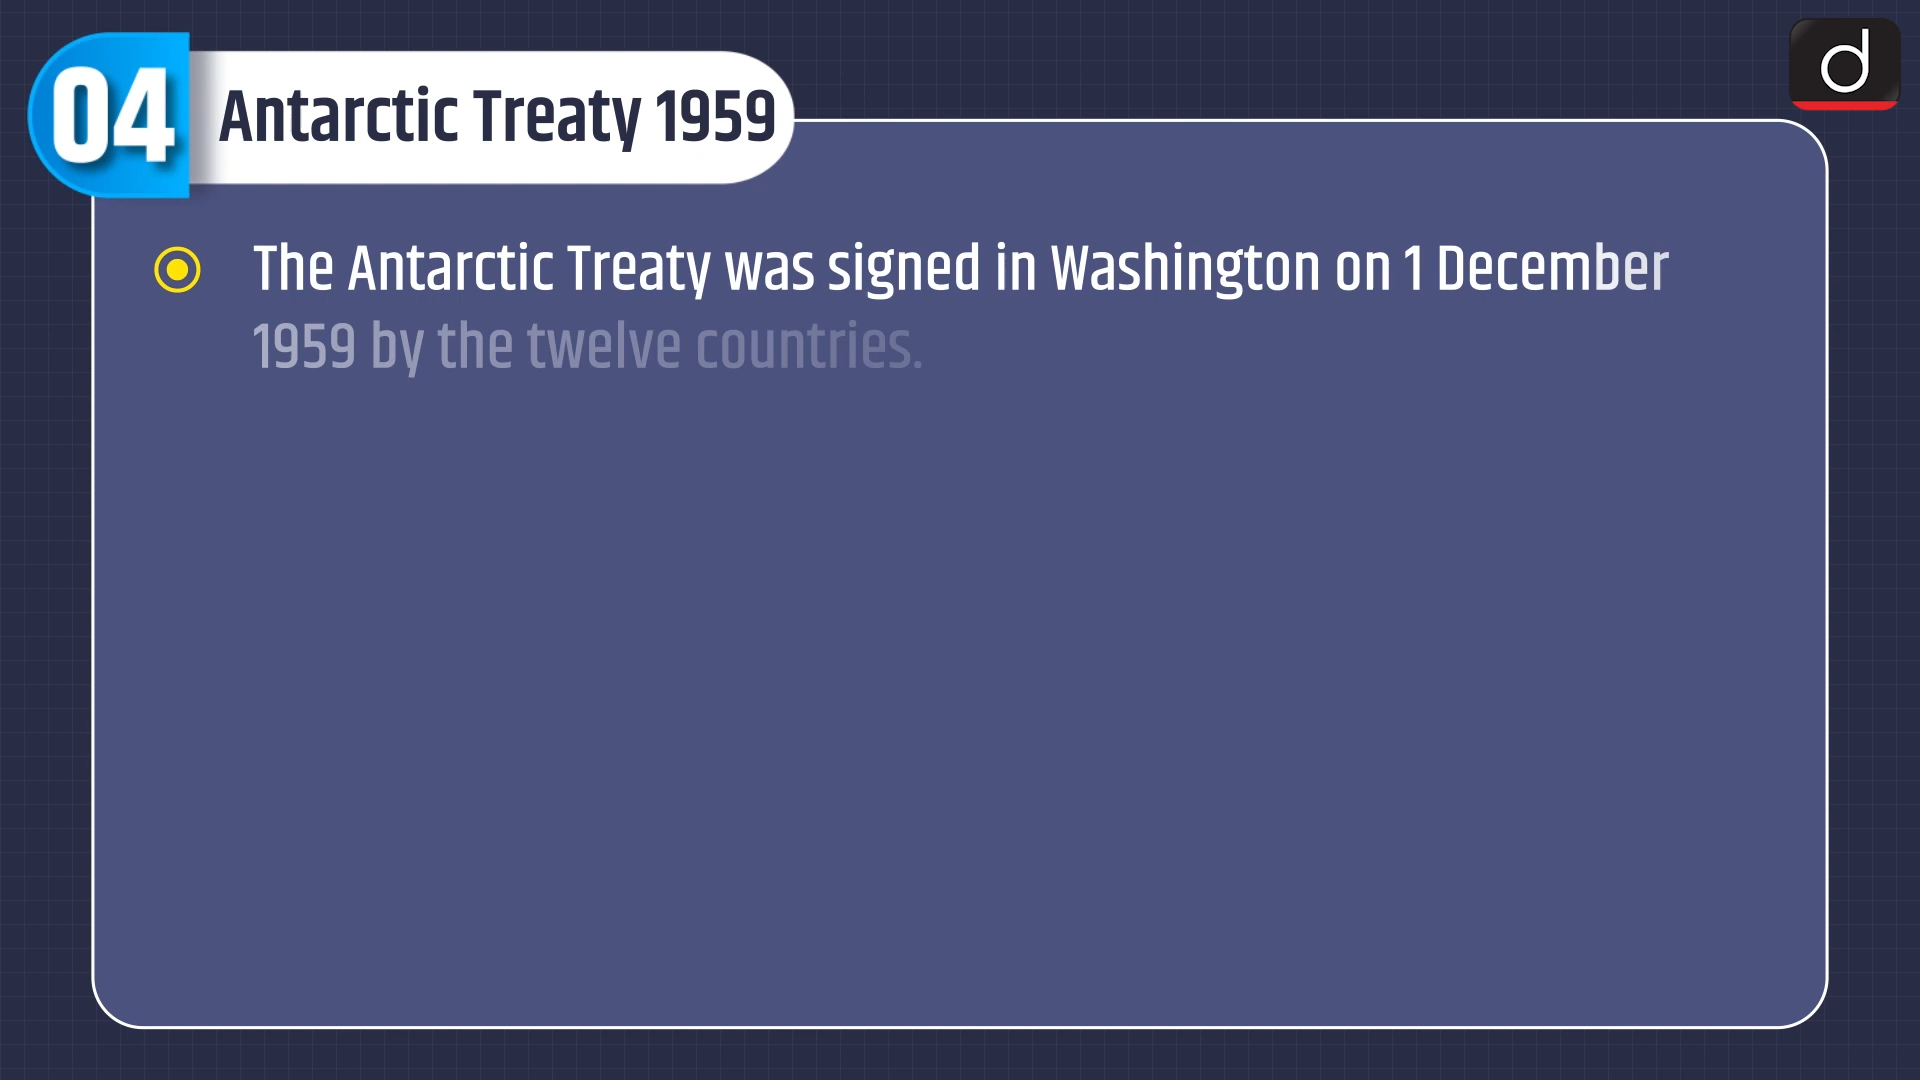 04
Antarctic Treaty 1959
d
The Antarctic Treaty was signed in Washington on 1 December
1959 by the twelve countries.